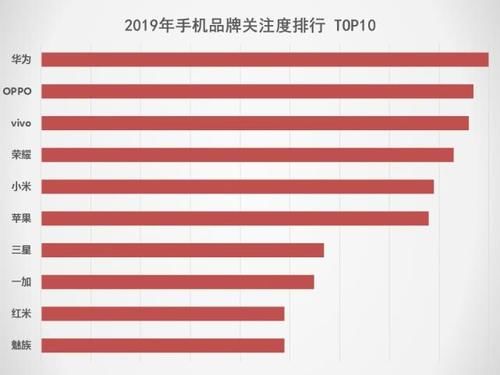 2019年手机品牌关注度排行 TOP10
华为
OPPO
vivo
荣耀
小米
苹果
三星
一加
红米
魅族